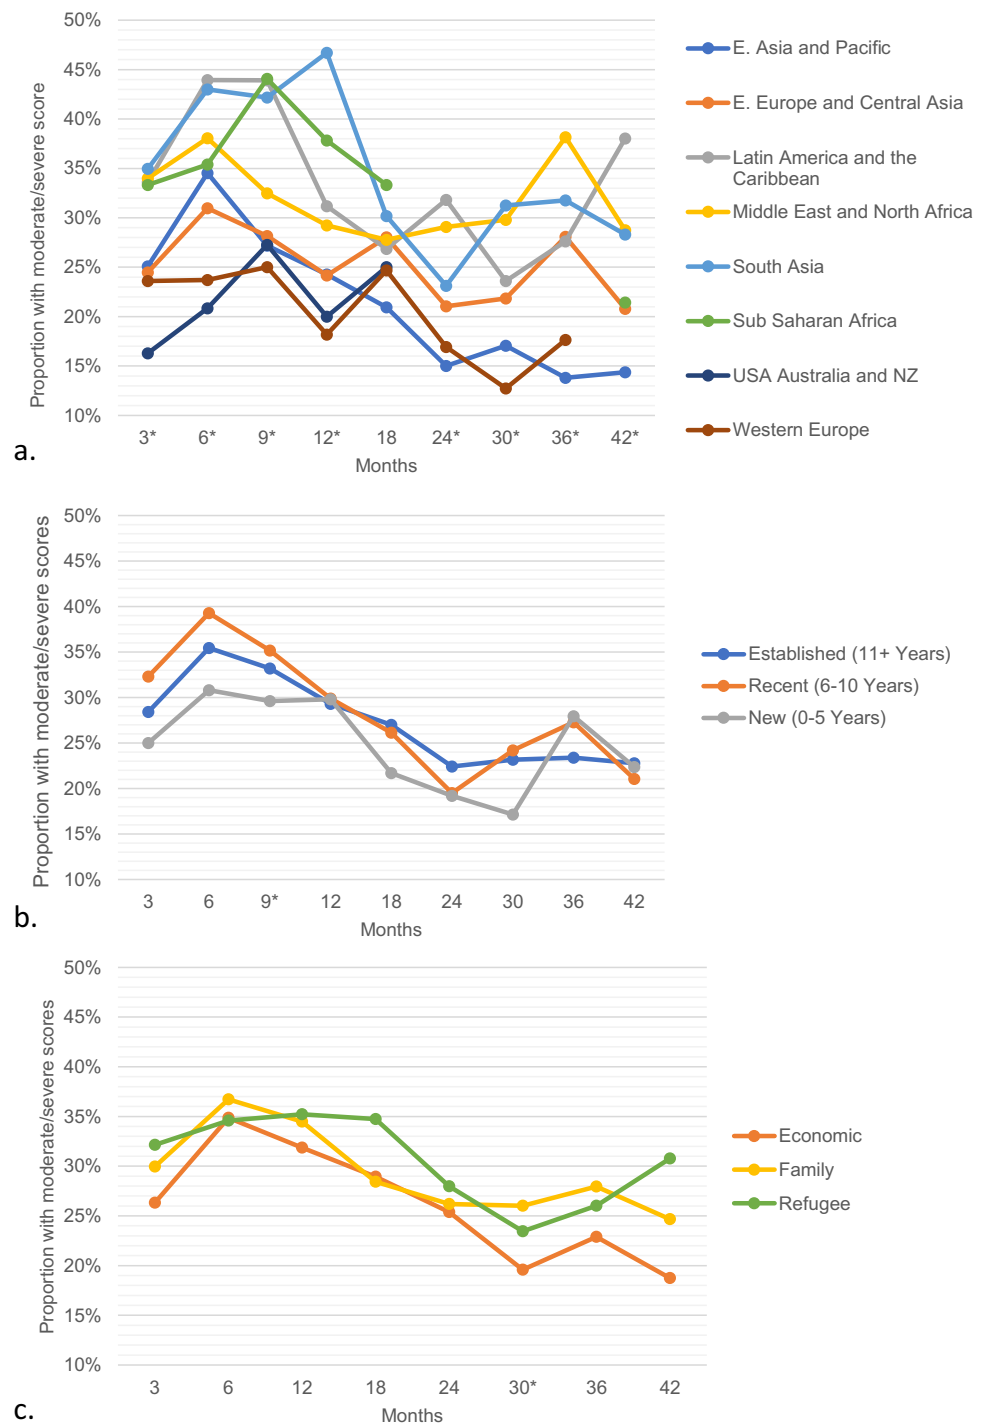 50%
45%
40%
35%
30%
25%
20%
15%
10%
Proportion with moderate/severe score
3*
6*
9*
12*
18
24*
30*
36*
42*
Months
E. Asia and Pacific
E. Europe and Central Asia
Latin America and the
Caribbean
Middle East and North Africa
South Asia
Sub Saharan Africa
USA Australia and NZ
Western Europe
a.
50%
45%
40%
35%
30%
25%
20%
15%
10%
Proportion with moderate/severe scores
3
6
9*
12
18
24
30
36
42
Months
Established (11+ Years)
Recent (6-10 Years)
New (0-5 Years)
b.
50%
45%
40%
35%
30%
25%
20%
15%
10%
Proportion with moderate/severe scores
3
6
12
18
24
30*
36
42
Months
Economic
Family
Refugee
c.